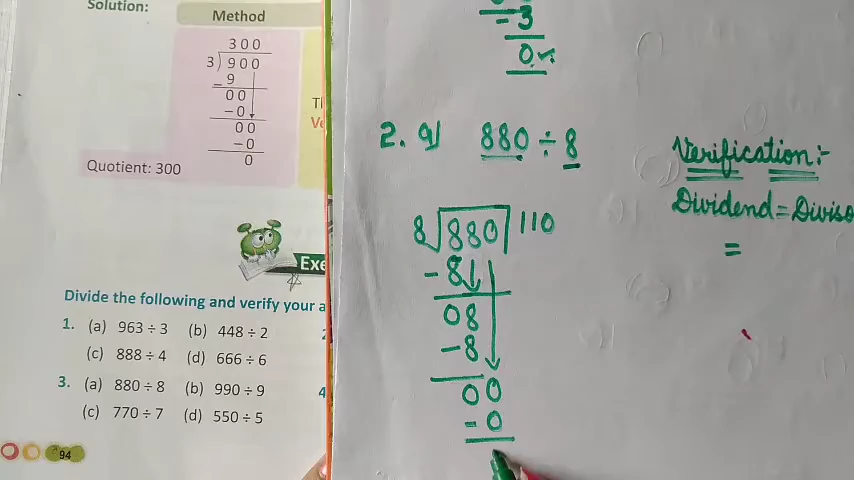 Solution:
Method
300
3)900
-9
00
-0
00
-0
0
Quotient: 300
Exe
Divide the following and verify your a
1. (a) 963 ÷ 3 (b) 448 ÷ 2
(c) 888 ÷ 4 (d) 666 ÷ 6
3. (a) 880 ÷ 8 (b) 990 ÷ 9
(c) 770 ÷ 7 (d) 550 ÷ 5
4
94
-3
0
2. a) 880 ÷ 8
8 880 110
-8
08
-8
00
-0
Verification:-
Dividend = Diviso
=